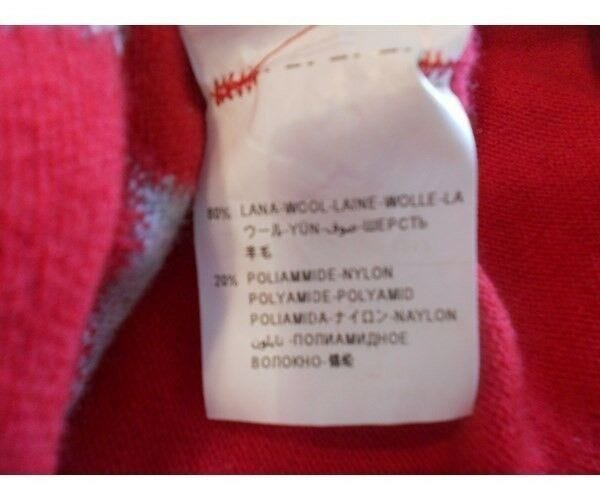 80% LANA-WOOL-LAINE-WOLLE-LA
ウール-YÜN-صوف-ШЕРСТЬ
羊毛
20% POLIAMMIDE-NYLON
POLYAMIDE-POLYAMID
POLIAMIDA-ナイロン-NAYLON
نايلون-ПОЛИАМИДНОЕ
ВОЛОКНО-锦纶